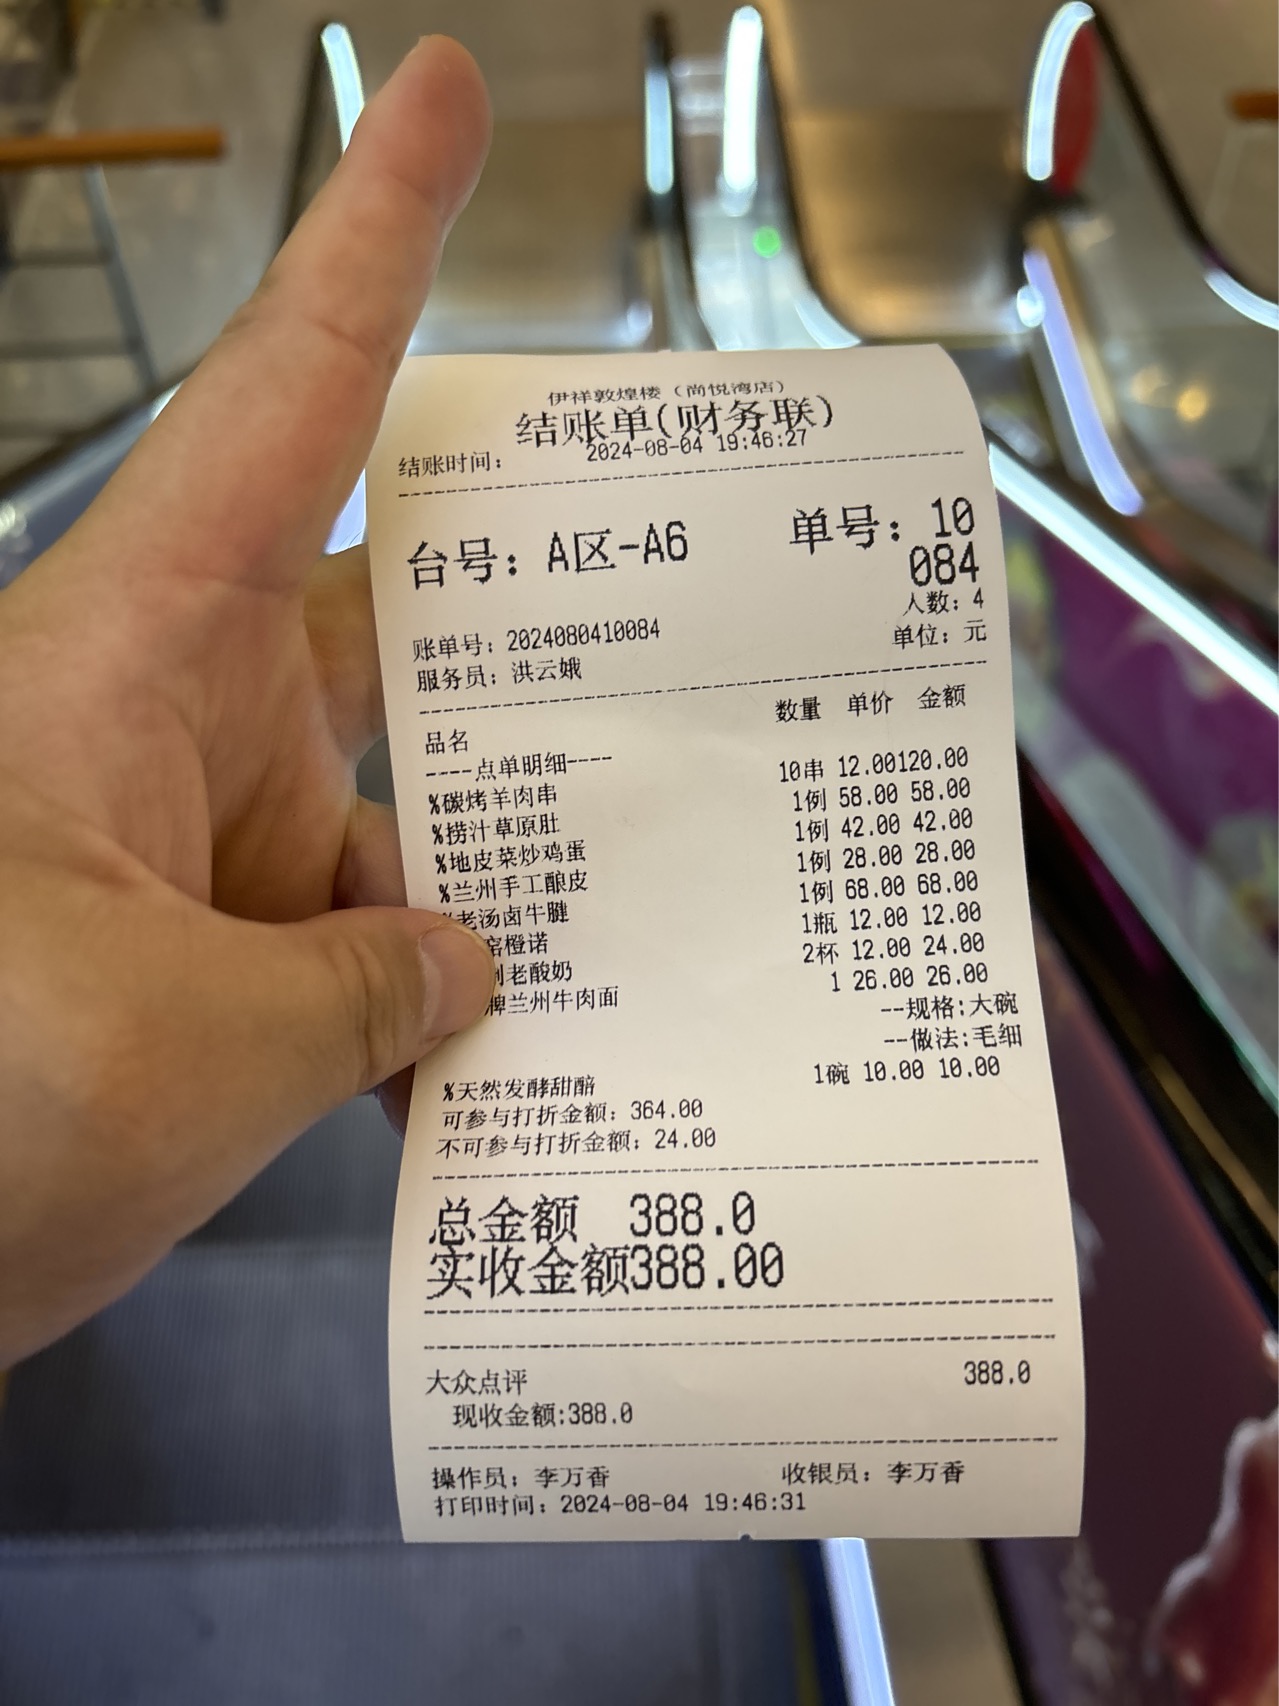 伊祥敦煌楼（尚悦湾店）
结账单(财务联)
结账时间： 2024-08-04 19:46:27
台号：A区-A6 单号：10
084
人数：4
账单号：2024080410084 单位：元
服务员：洪云娥
品名 数量 单价 金额
----点单明细----
%碳烤羊肉串 10串 12.00120.00
%捞汁草原肚 1例 58.00 58.00
%地皮菜炒鸡蛋 1例 42.00 42.00
%兰州手工酿皮 1例 28.00 28.00
老汤卤牛腱 1例 68.00 68.00
窑橙诺 1瓶 12.00 12.00
老酸奶 2杯 12.00 24.00
牌兰州牛肉面 1 26.00 26.00
--规格:大碗
--做法:毛细
%天然发酵甜醅 1碗 10.00 10.00
可参与打折金额：364.00
不可参与打折金额：24.00
总金额 388.0
实收金额388.00
大众点评 388.0
现收金额:388.0
操作员：李万香 收银员：李万香
打印时间：2024-08-04 19:46:31